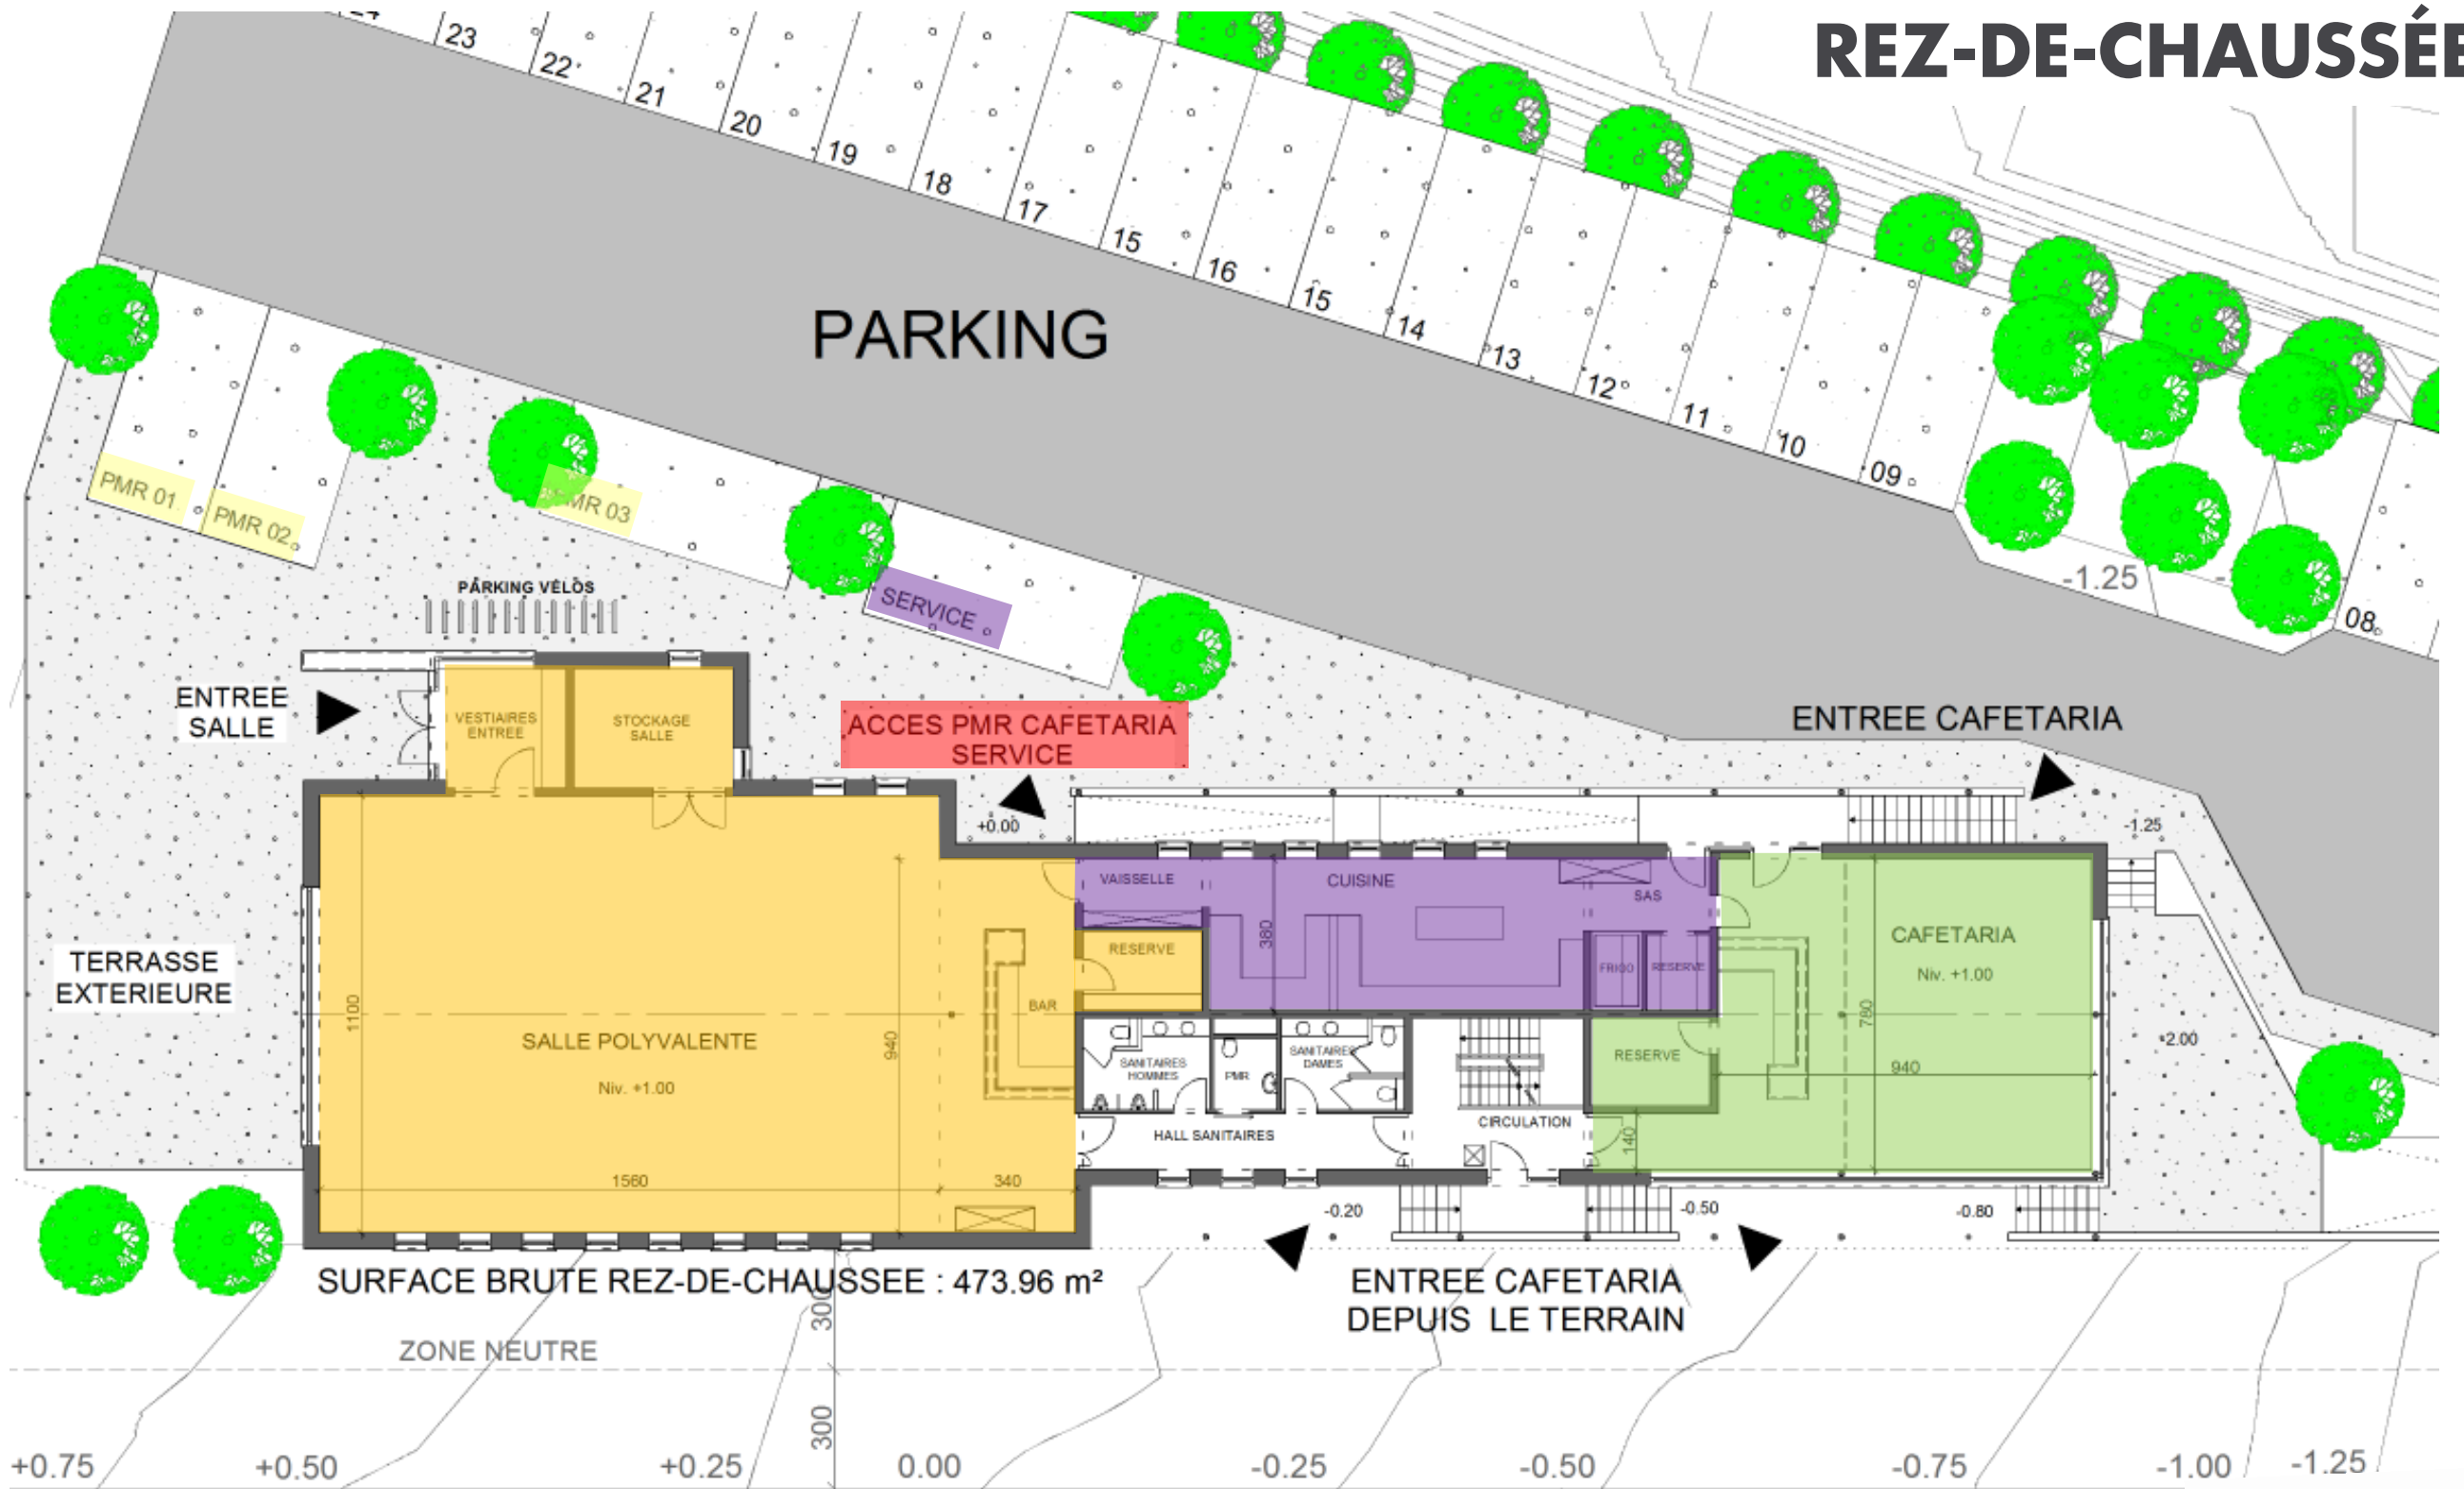 REZ-DE-CHAUSSÉE
23
22
21
20
19
18
17
15
16
15
14
13
12
11
10
09
08
PARKING
PMR 01
PMR 02
MR 03
SERVICE
-1.25
PARKING VELOS
ENTREE
SALLE
VESTIAIRES
ENTREE
STOCKAGE
SALLE
ACCES PMR CAFETARIA
SERVICE
ENTREE CAFETARIA
+0.00
-1.25
VAISSELLE
CUISINE
SAS
380
RESERVE
FRIGO
RESERVE
CAFETARIA
Niv. +1.00
TERRASSE
EXTERIEURE
1100
BAR
940
SALLE POLYVALENTE
Niv. +1.00
780
SANITAIRES
HOMMES
PMR
SANITAIRES
DAMES
RESERVE
940
+2.00
HALL SANITAIRES
CIRCULATION
140
1560
340
-0.20
-0.50
-0.80
SURFACE BRUTE REZ-DE-CHAUSSEE : 473.96 m²
ENTREE CAFETARIA
DEPUIS LE TERRAIN
300
ZONE NEUTRE
300
+0.75
+0.50
+0.25
0.00
-0.25
-0.50
-0.75
-1.00
-1.25